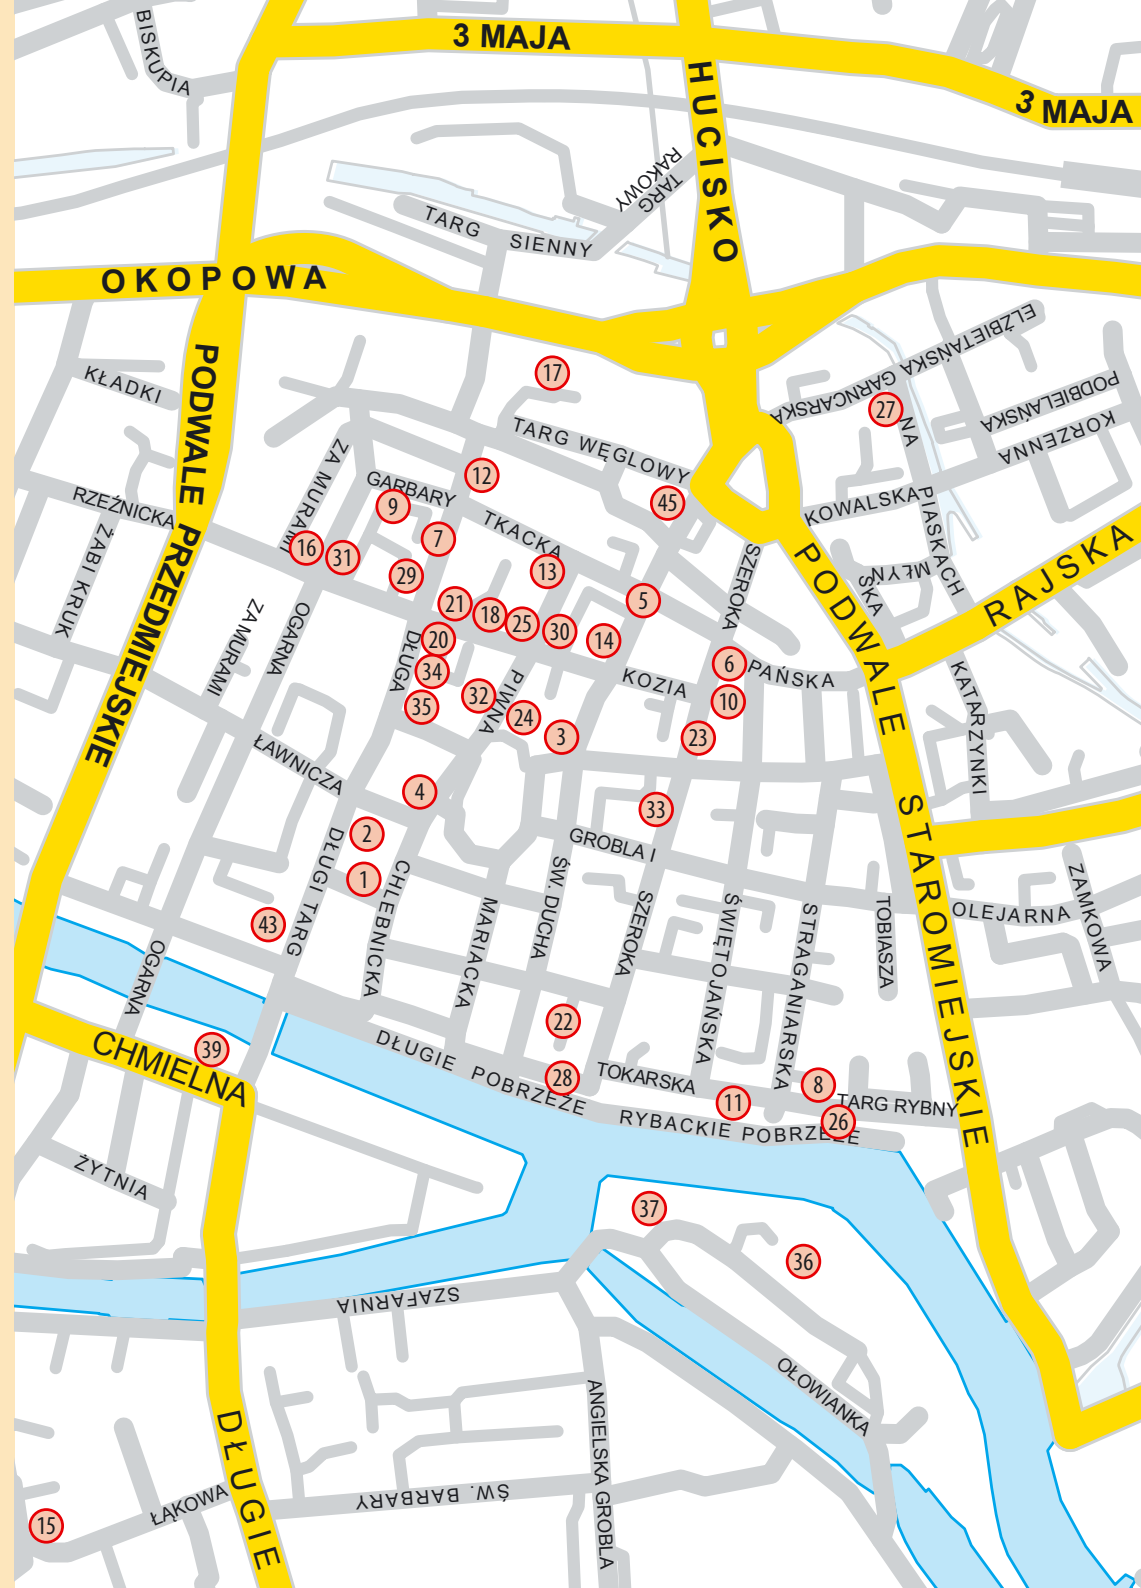 BISKUPIA
3 MAJA
HUCISKO
3 MAJA
TARG
RAKOWY
TARG SIENNY
OKOPOWA
PODWALE PRZEDMIEJSKIE
KŁADKI
ELŻBIETAŃSKA
GARNCARSKA
PODBIELAŃSKA
KORZENNA
17
27
NA PIASKACH
TARG WĘGLOWY
ZA MURAMI
GARBARY
12
45
RZEŹNICKA
9
KOWALSKA
TKACKA
7
ŻABI KRUK
16
31
29
13
SZEROKA
PODWALE STAROMIEJSKIE
MŁYŃSKA
RAJSKA
21
18
25
30
5
14
ZA MURAMI
OGARNA
DŁUGA
20
34
35
PIWNA
32
24
3
KOZIA
6
PAŃSKA
10
23
KATARZYNKI
ŁAWNICZA
4
33
2
GROBLA I
1
DŁUGI TARG
CHLEBNICKA
43
MARIACKA
ŚW. DUCHA
SZEROKA
ŚWIĘTOJAŃSKA
STRAGANIARSKA
TOBIASZA
OLEJARNA
ZAMKOWA
OGARNA
22
39
CHMIELNA
DŁUGIE POBRZEŻE
28
TOKARSKA
8
11
TARG RYBNY
26
RYBACKIE POBRZEŻE
ŻYTNIA
37
36
SZAFARNIA
OŁOWIANKA
ANGIELSKA GROBLA
DŁUGIE
ŁĄKOWA
ŚW. BARBARY
15